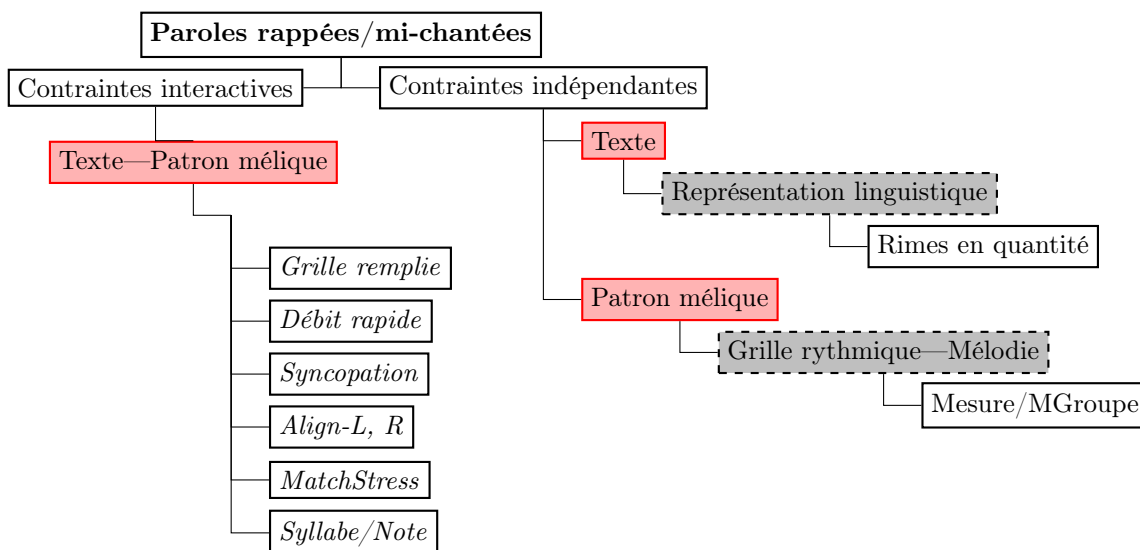 Paroles rappées/mi-chantées
Contraintes interactives
Contraintes indépendantes
Texte—Patron mélique
Texte
Représentation linguistique
Rimes en quantité
Grille remplie
Débit rapide
Syncopation
Align-L, R
MatchStress
Syllabe/Note
Patron mélique
Grille rythmique—Mélodie
Mesure/MGroupe